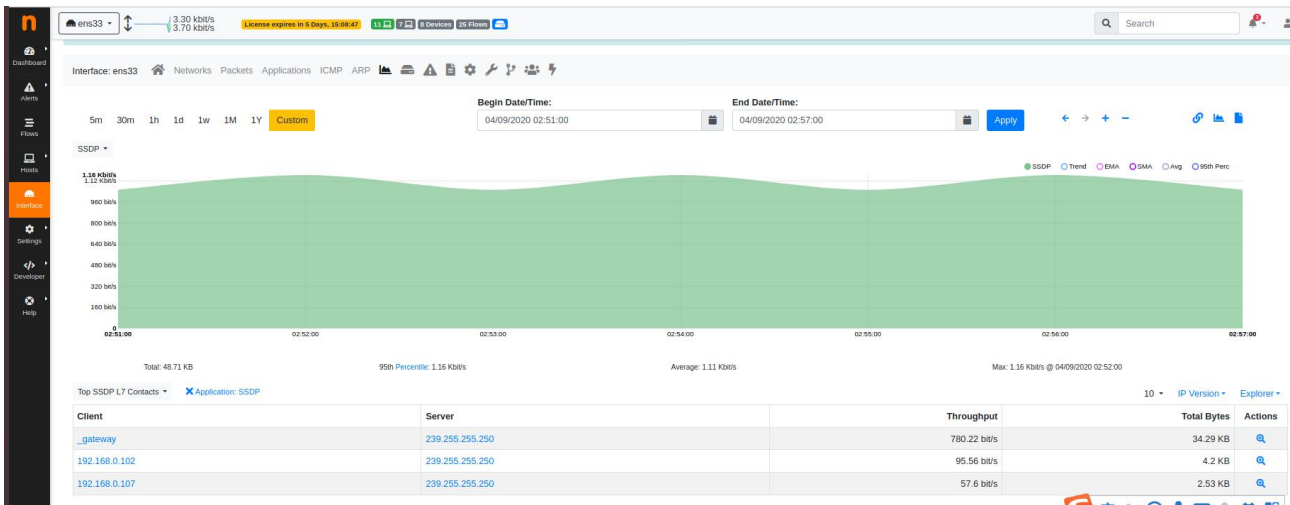 n ens33 3.30 kbit/s License expires in 5 Days, 15:08:47 11 7 8 Devices 25 Flows Search
3.70 kbit/s
Dashboard
Interface: ens33 Networks Packets Applications ICMP ARP
Alerts
Begin Date/Time: End Date/Time:
5m 30m 1h 1d 1w 1M 1Y Custom 04/09/2020 02:51:00 04/09/2020 02:57:00 Apply
Flows
SSDP
Hosts
SSDP Trend EMA SMA Avg 95th Perc
1.16 Kbit/s
1.12 Kbit/s
Interface
960 bit/s
800 bit/s
Settings
640 bit/s
480 bit/s
Developer
320 bit/s
160 bit/s
Help
0
02:51:00 02:52:00 02:53:00 02:54:00 02:55:00 02:56:00 02:57:00
Total: 48.71 KB 95th Percentile: 1.16 Kbit/s Average: 1.11 Kbit/s Max: 1.16 Kbit/s @ 04/09/2020 02:52:00
Top SSDP L7 Contacts Application: SSDP 10 IP Version Explorer
Client Server Throughput Total Bytes Actions
_gateway 239.255.255.250 780.22 bit/s 34.29 KB
192.168.0.102 239.255.255.250 95.56 bit/s 4.2 KB
192.168.0.107 239.255.255.250 57.6 bit/s 2.53 KB